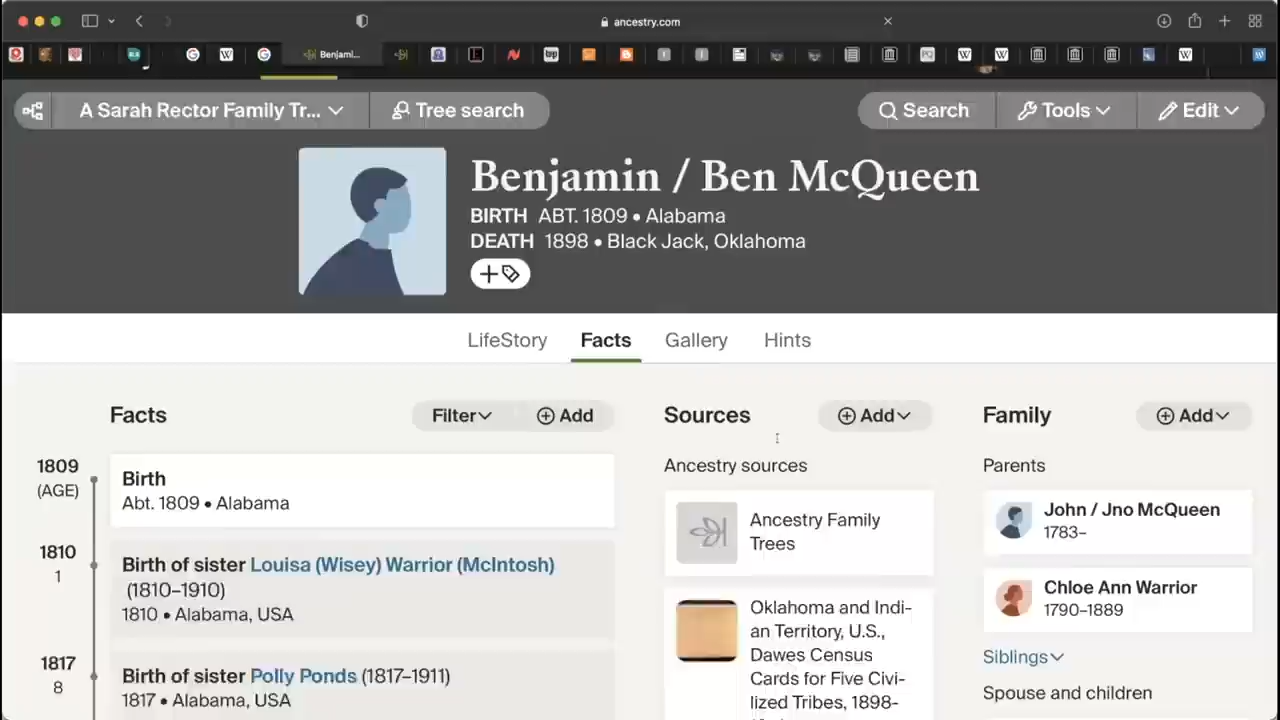 ancestry.com
Benjami...
A Sarah Rector Family Tr...
Tree search
Search
Tools
Edit
Benjamin / Ben McQueen
BIRTH ABT. 1809 • Alabama
DEATH 1898 • Black Jack, Oklahoma
LifeStory
Facts
Gallery
Hints
Facts
Filter
Add
1809
(AGE)
Birth
Abt. 1809 • Alabama
1810
1
Birth of sister Louisa (Wisey) Warrior (McIntosh)
(1810–1910)
1810 • Alabama, USA
1817
8
Birth of sister Polly Ponds (1817–1911)
1817 • Alabama, USA
Sources
Add
Ancestry sources
Ancestry Family
Trees
Oklahoma and Indi-
an Territory, U.S.,
Dawes Census
Cards for Five Civi-
lized Tribes, 1898-
Family
Add
Parents
John / Jno McQueen
1783–
Chloe Ann Warrior
1790–1889
Siblings
Spouse and children